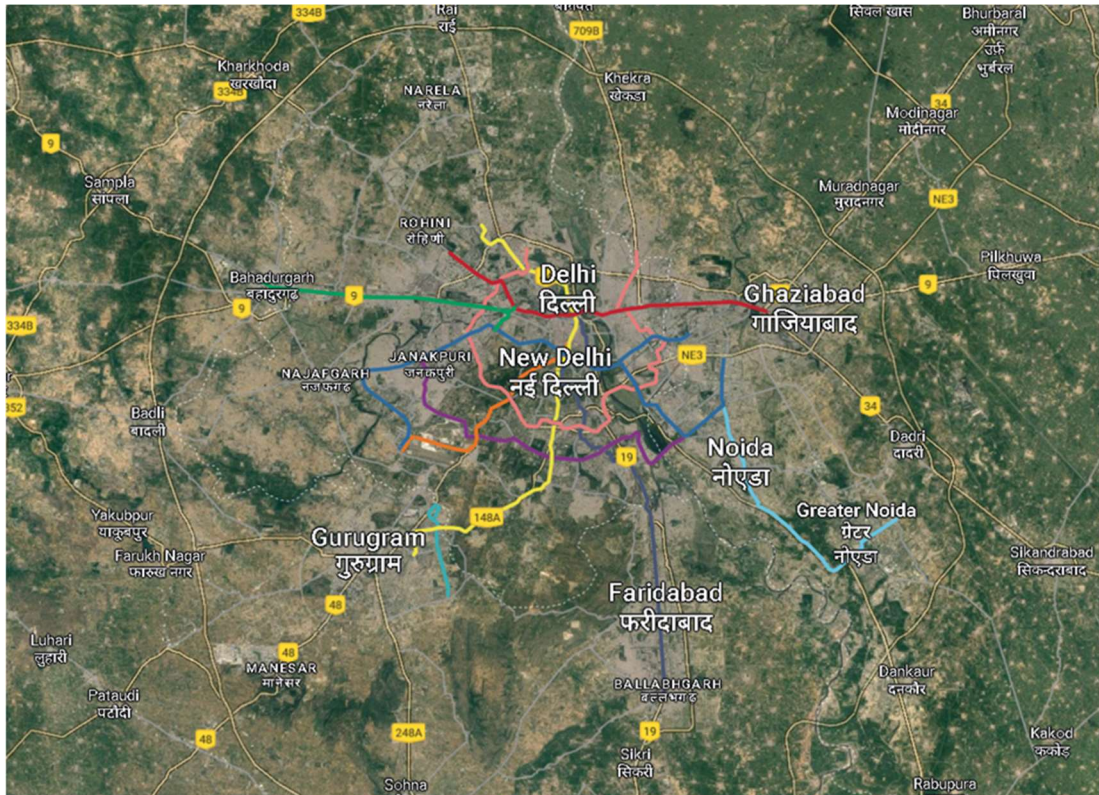 334B
Rai
राई
709B
सियल खास
Bhurbaral
अमीनगर
उर्फ़
भुर्बरल
Kharkhoda
खरखौदा
334B
Khekra
खेकड़ा
NARELA
नरेला
34
Modinagar
मोदीनगर
9
Sampla
सांपला
Muradnagar
मुरादनगर
NE3
ROHINI
रोहिणी
Pilkhuwa
पिलखुवा
Bahadurgarh
बहादुरगढ़
9
9
Delhi
दिल्ली
Ghaziabad
गाजियाबाद
9
334B
JANAKPURI
जनकपुरी
New Delhi
नई दिल्ली
NE3
NAJAFGARH
नजफगढ़
352
Badli
बादली
34
Dadri
दादरी
19
Noida
नोएडा
Yakubpur
याकूबपुर
148A
Greater Noida
ग्रेटर
नोएडा
Farukh Nagar
फारुख नगर
Gurugram
गुरुग्राम
Sikandrabad
सिकन्दराबाद
48
Faridabad
फरीदाबाद
Luhari
लुहारी
48
MANESAR
मानेसर
BALLABHGARH
बल्लभगढ़
Dankaur
दनकौर
Pataudi
पटौदी
48
248A
19
Sikri
सिकरी
Kakod
ककोड़
Sohna
Rabupura